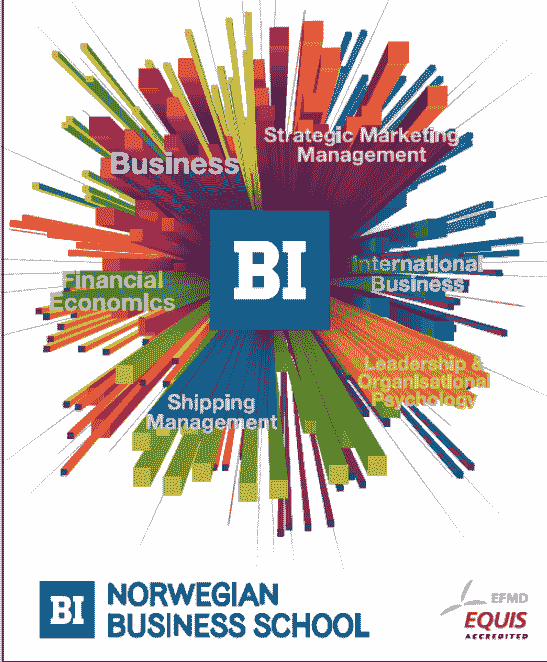 Business
Strategic Marketing
Management
BI
Financial
Economics
International
Business
Leadership &
Organisational
Psychology
Shipping
Management
BI
NORWEGIAN
BUSINESS SCHOOL
EFMD
EQUIS
ACCREDITED